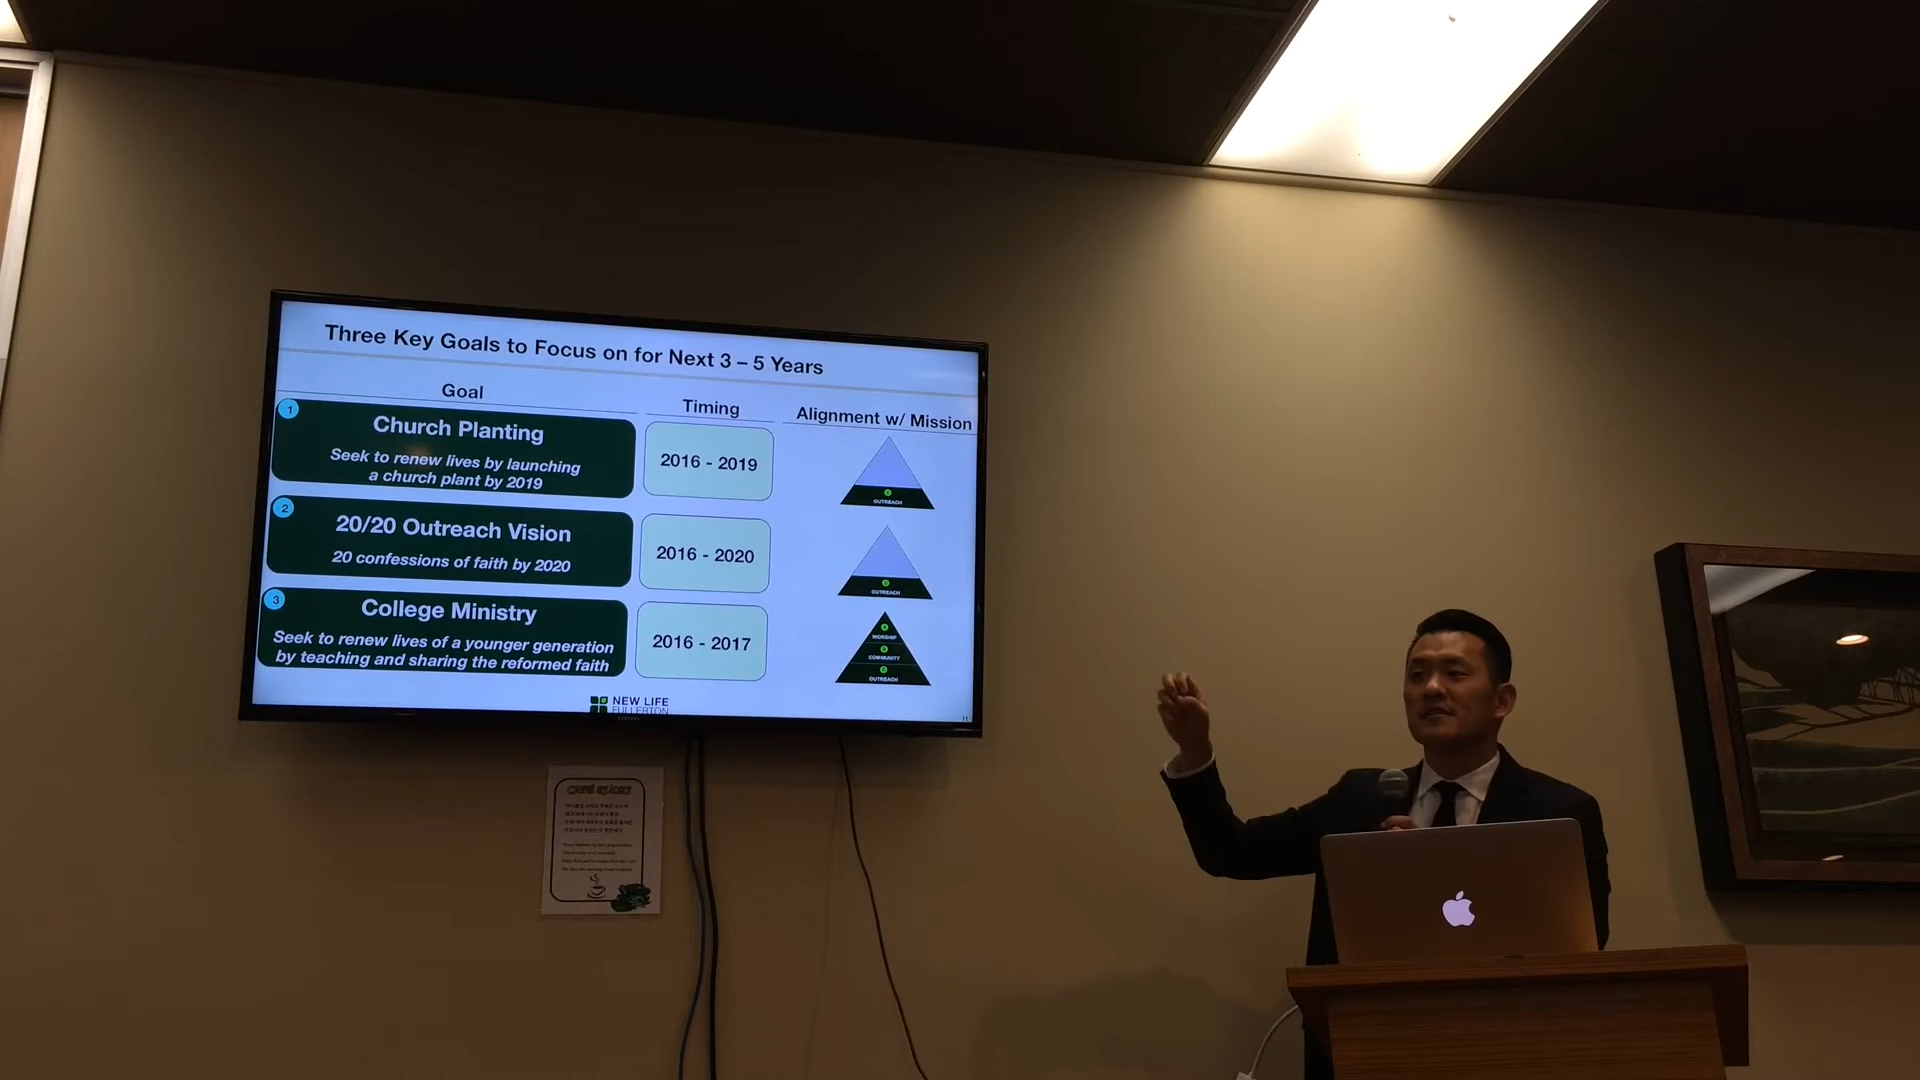 Three Key Goals to Focus on for Next 3 – 5 Years
Goal
Timing
Alignment w/ Mission
1
Church Planting
Seek to renew lives by launching
a church plant by 2019
2016 - 2019
C
OUTREACH
2
20/20 Outreach Vision
20 confessions of faith by 2020
2016 - 2020
C
OUTREACH
3
College Ministry
Seek to renew lives of a younger generation
by teaching and sharing the reformed faith
2016 - 2017
A
WORSHIP
B
COMMUNITY
C
OUTREACH
NEW LIFE
FULLERTON
11